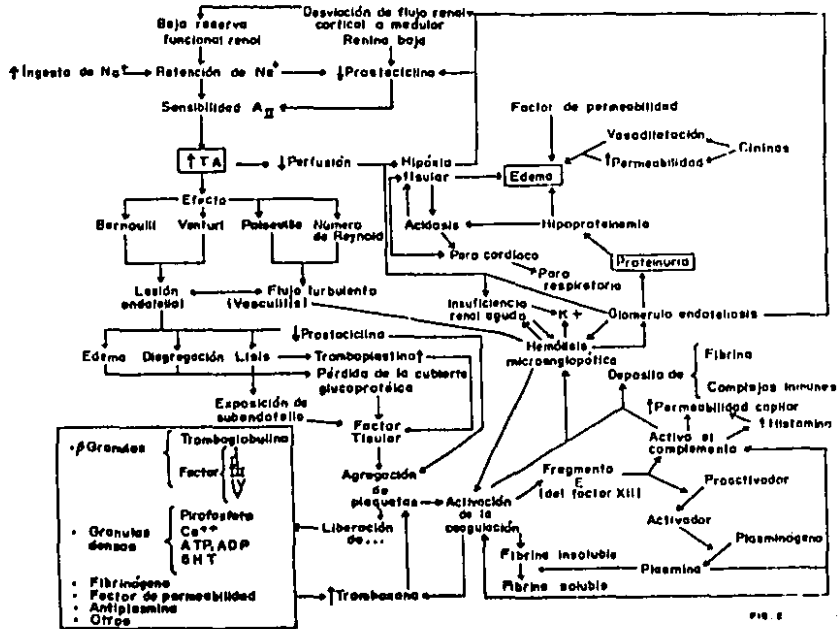 Desviación de flujo renal
cortical a medular
Renina baja
Baja reserva
funcional renal
↑ Ingesta de Na+
Retención de Na+
↓ Prostaciclina
Sensibilidad A II
Factor de permeabilidad
Vasodilatación
Cininas
↑ Permeabilidad
↑ TA
↓ Perfusión
Hipóxia
tisular
Edema
Efecto
Bernoulli
Venturi
Poiseuille
Número
de Reynold
Acidosis
Hipoproteinemia
Paro cardíaco
Paro
respiratorio
Proteinuria
Lesión
endotelial
Flujo turbulento
(Vasculitis)
Insuficiencia
renal aguda
K+
Glomerulo endoteliosis
↓ Prostaciclina
Hemólisis
microangiopática
Edema
Disgregación
Lisis
Tromboplastina↑
Pérdida de la cubierta
glucoprotéica
Deposito de
Fibrina
Complejos inmunes
Exposición de
subendotelio
Factor
Tisular
↑ Permeabilidad capilar
↑ Histamina
Activa el
complemento
• β Granulos
Tromboglobulina
Factor
III
V
Agregación
de
plaquetas
Activación
de la
coagulación
Fragmento
E
(del factor XII)
Proactivador
Activador
Plasminógeno
Plasmina
• Granulos
densos
Pirofosfato
Ca++
ATP, ADP
5HT
Liberación
de...
Fibrina insoluble
Fibrina soluble
• Fibrinógeno
• Factor de permeabilidad
• Antiplasmina
• Otros
↑ Tromboxano